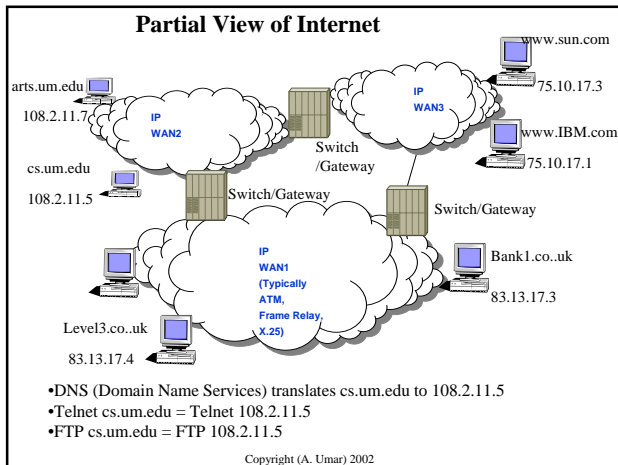 Partial View of Internet
www.sun.com
75.10.17.3
arts.um.edu
108.2.11.7
IP
WAN2
IP
WAN3
Switch
/Gateway
www.IBM.com
75.10.17.1
cs.um.edu
108.2.11.5
Switch/Gateway
Switch/Gateway
IP
WAN1
(Typically
ATM,
Frame Relay,
X.25)
Bank1.co..uk
83.13.17.3
Level3.co..uk
83.13.17.4
•DNS (Domain Name Services) translates cs.um.edu to 108.2.11.5
•Telnet cs.um.edu = Telnet 108.2.11.5
•FTP cs.um.edu = FTP 108.2.11.5
Copyright (A. Umar) 2002